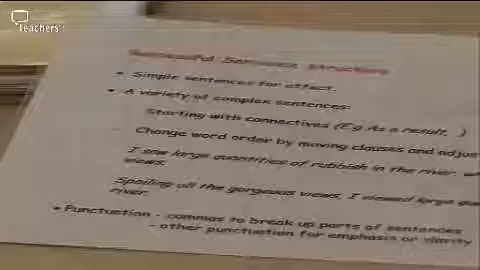 teachers
Successful Sentence Structure
• Simple sentences for effect.
• A variety of complex sentences:
Starting with connectives (Eg As a result, )
- Change word order by moving clauses and
I saw large quantities of rubbish in the river,
views.
Spoiling all the gorgeous views, I viewed large
river.
• Punctuation - commas to break up parts of sentences
- other punctuation for emphasis or clarity